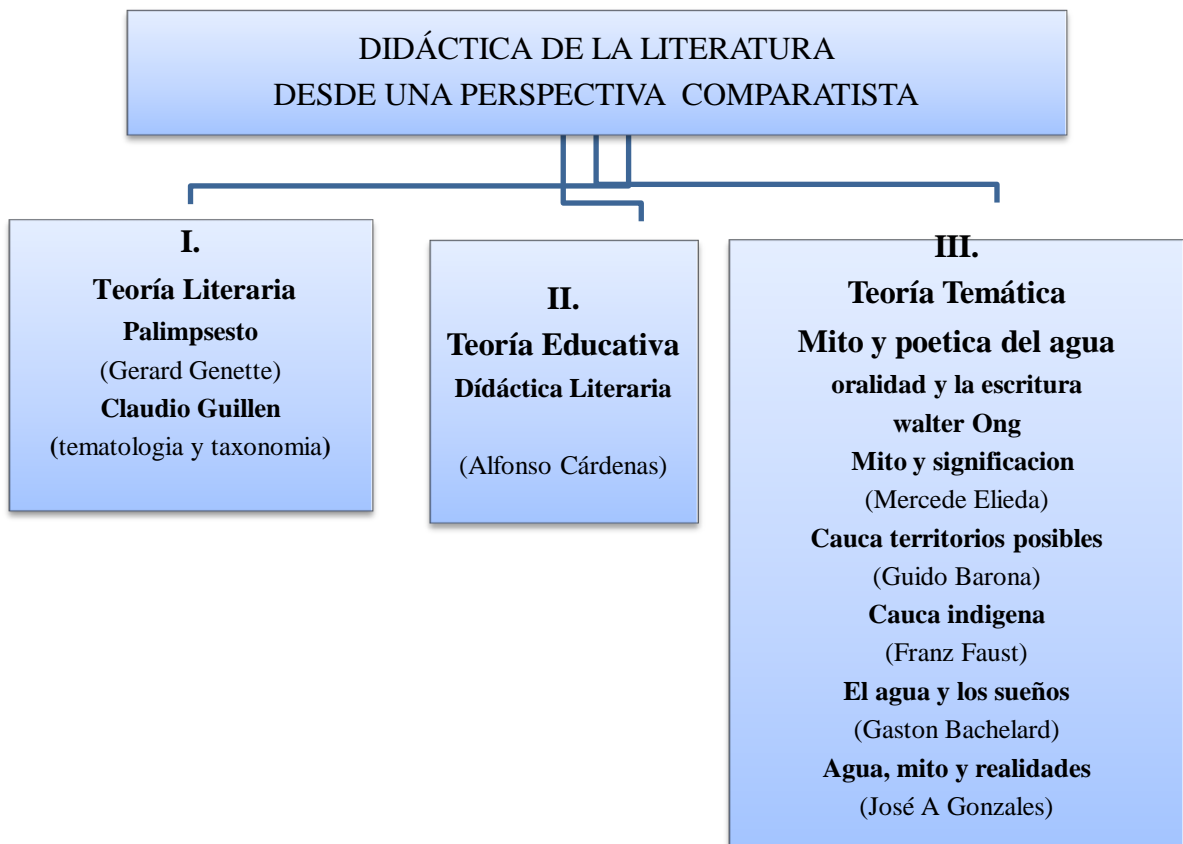 DIDÁCTICA DE LA LITERATURA
DESDE UNA PERSPECTIVA COMPARATISTA
I.
Teoría Literaria
Palimpsesto
(Gerard Genette)
Claudio Guillen
(tematologia y taxonomia)
II.
Teoría Educativa
Dídáctica Literaria
(Alfonso Cárdenas)
III.
Teoría Temática
Mito y poetica del agua
oralidad y la escritura
walter Ong
Mito y significacion
(Mercede Elieda)
Cauca territorios posibles
(Guido Barona)
Cauca indigena
(Franz Faust)
El agua y los sueños
(Gaston Bachelard)
Agua, mito y realidades
(José A Gonzales)